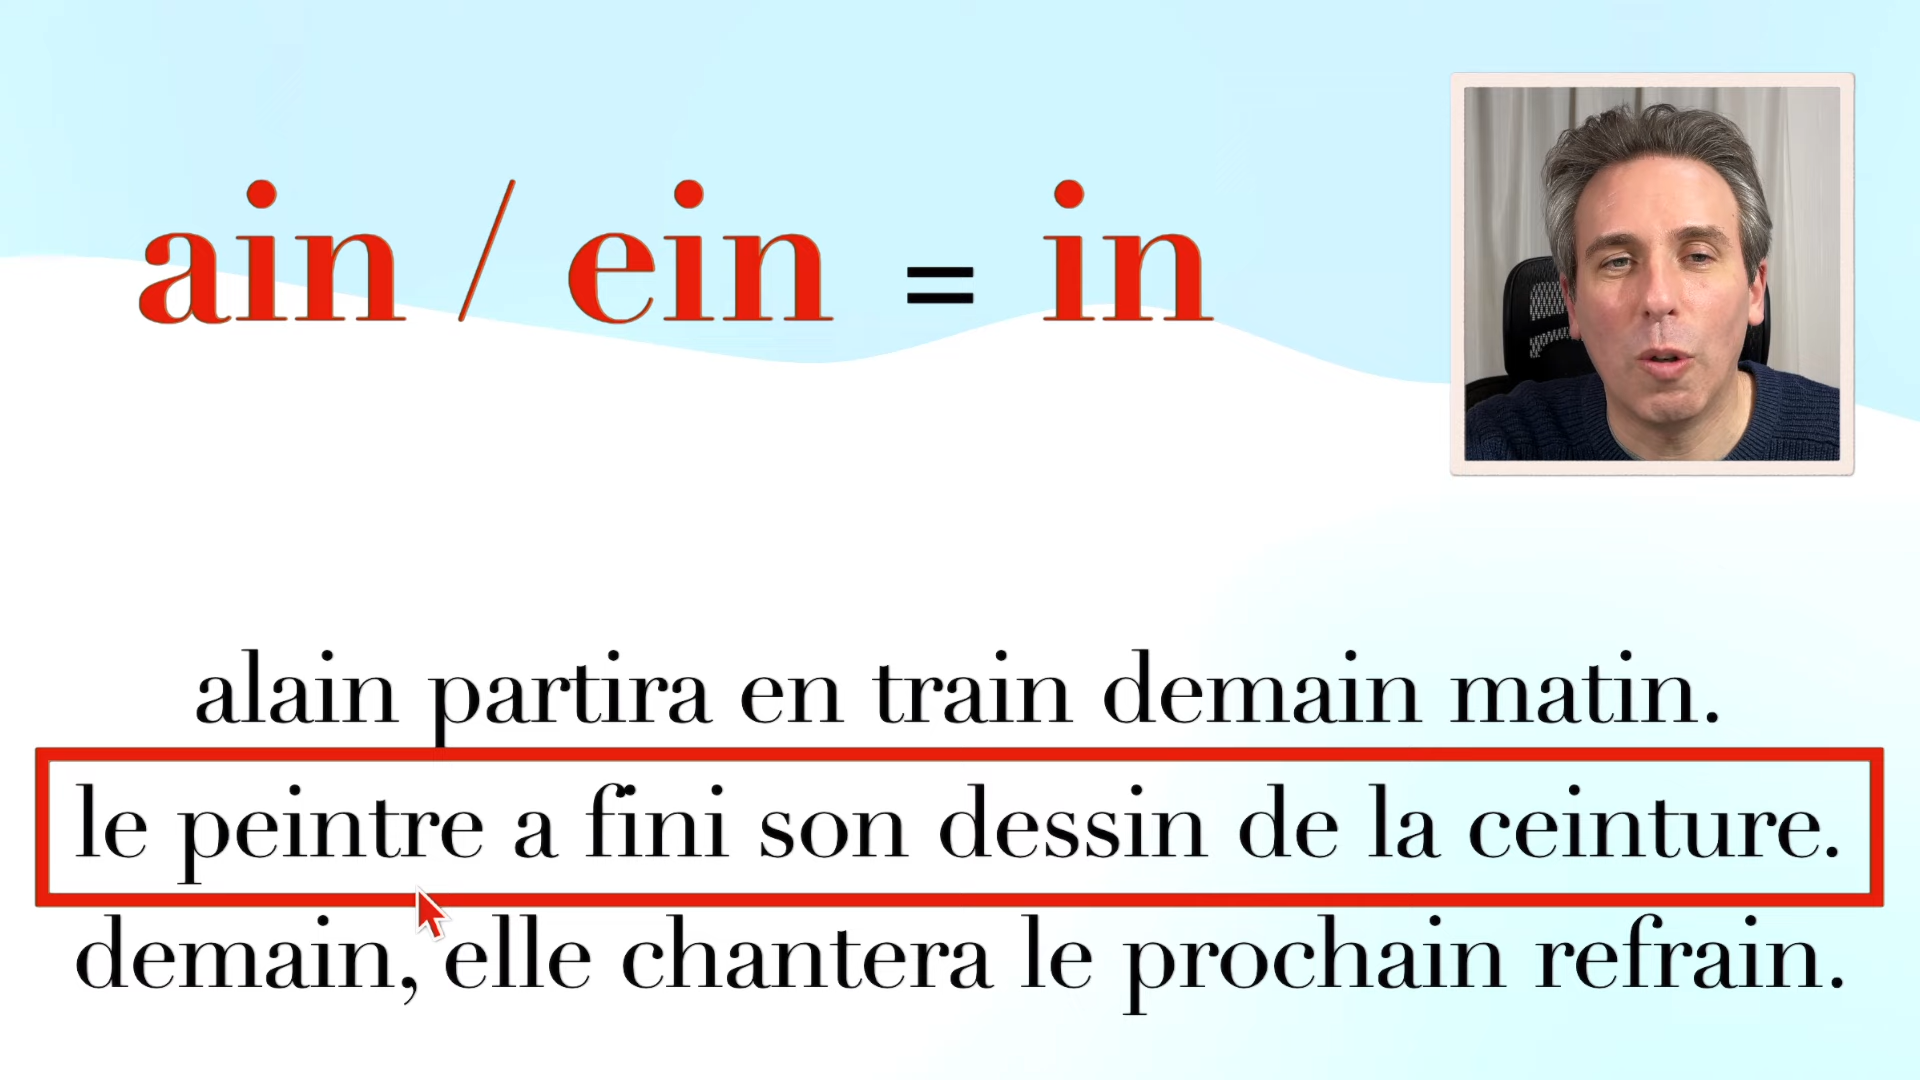 ain / ein = in
alain partira en train demain matin.
le peintre a fini son dessin de la ceinture.
demain, elle chantera le prochain refrain.